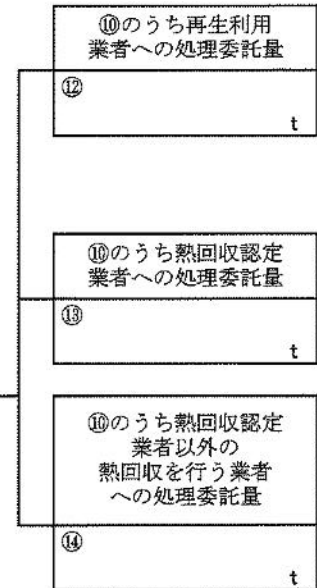 ⑩のうち再生利用
業者への処理委託量
⑫
t
⑩のうち熱回収認定
業者への処理委託量
⑬
t
⑩のうち熱回収認定
業者以外の
熱回収を行う業者
への処理委託量
⑭
t